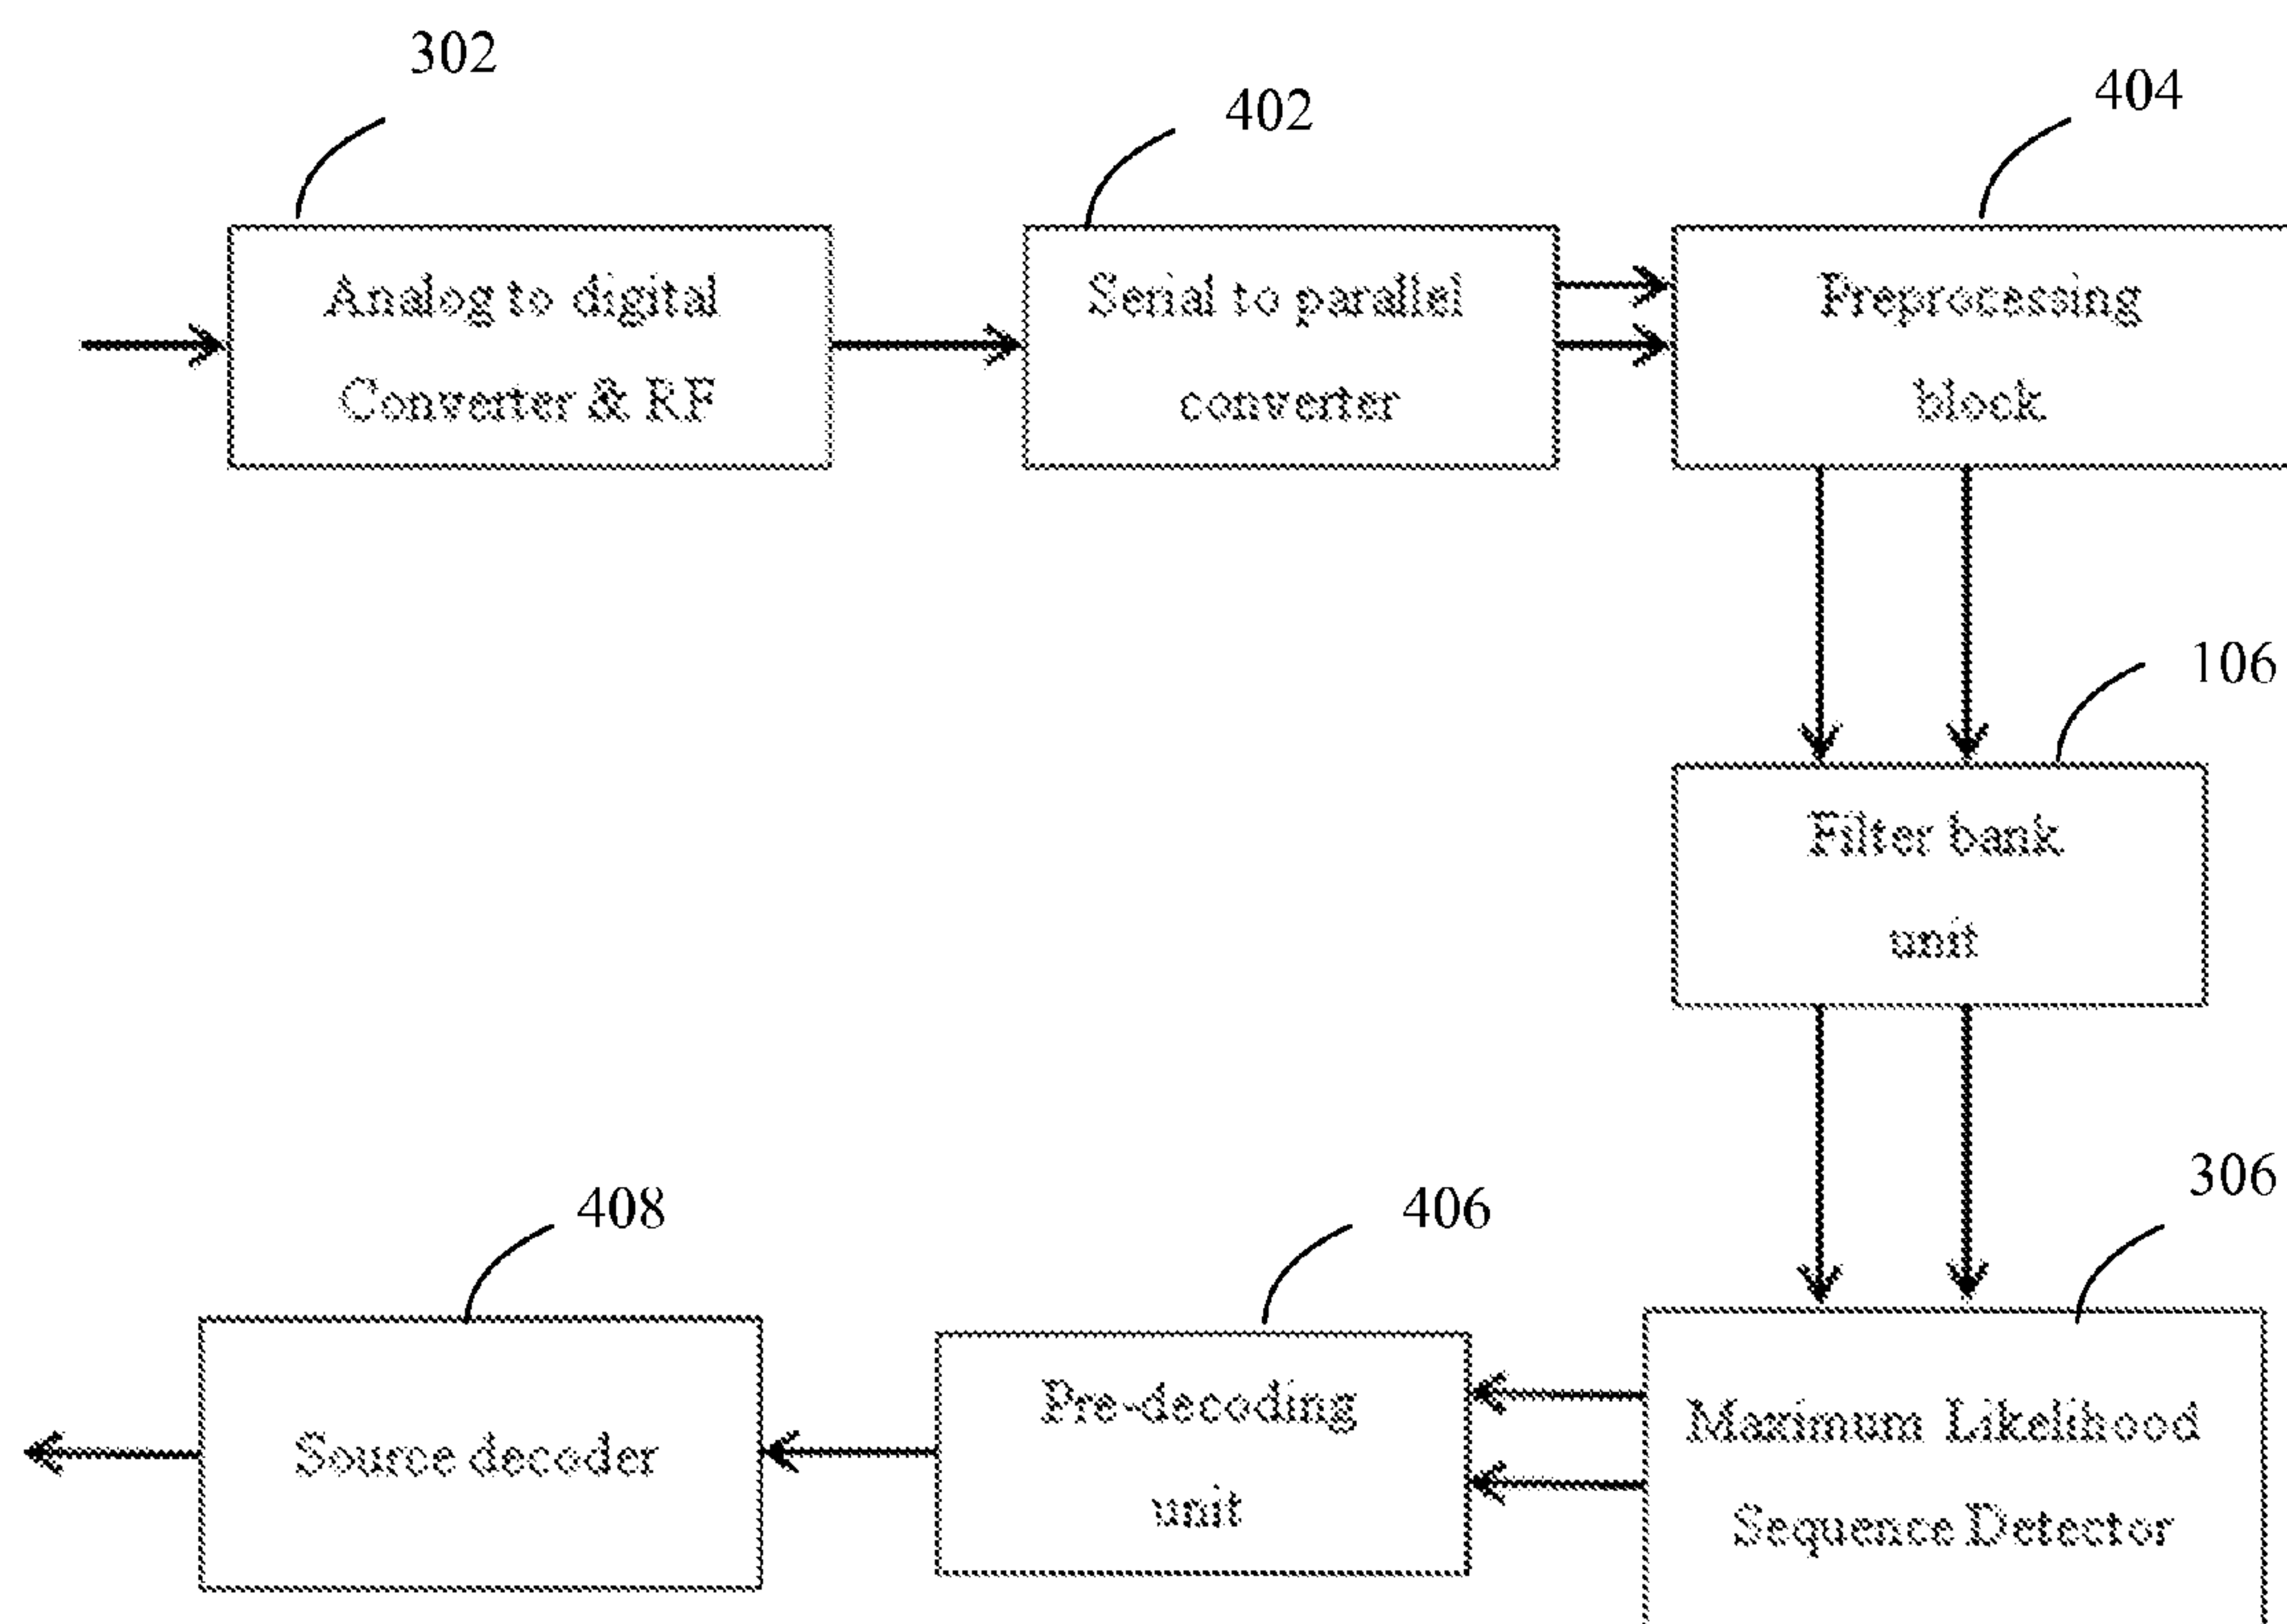 302
402
404
Analog to digital
Converter & RF
Serial to parallel
converter
Preprocessing
block
106
Filter bank
unit
306
408
406
Source decoder
Pre-decoding
unit
Maximum Likelihood
Sequence Detector